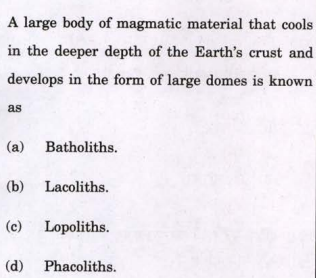 A large body of magmatic material that cools
in the deeper depth of the Earth's crust and
develops in the form of large domes is known
as
(a) Batholiths.
(b) Lacoliths.
(c) Lopoliths.
(d) Phacoliths.